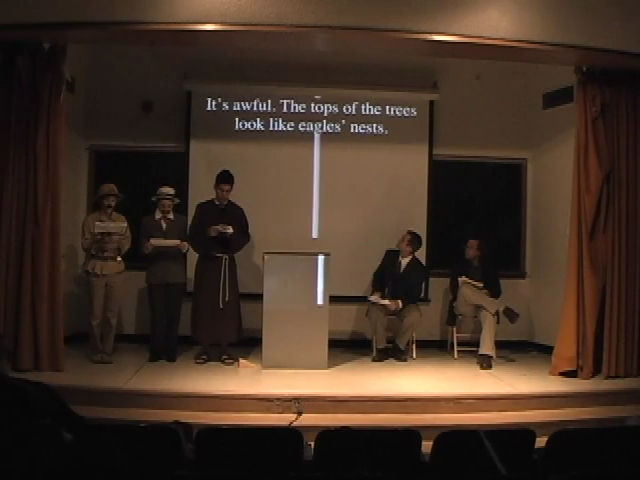 It's awful. The tops of the trees
look like eagles' nests.